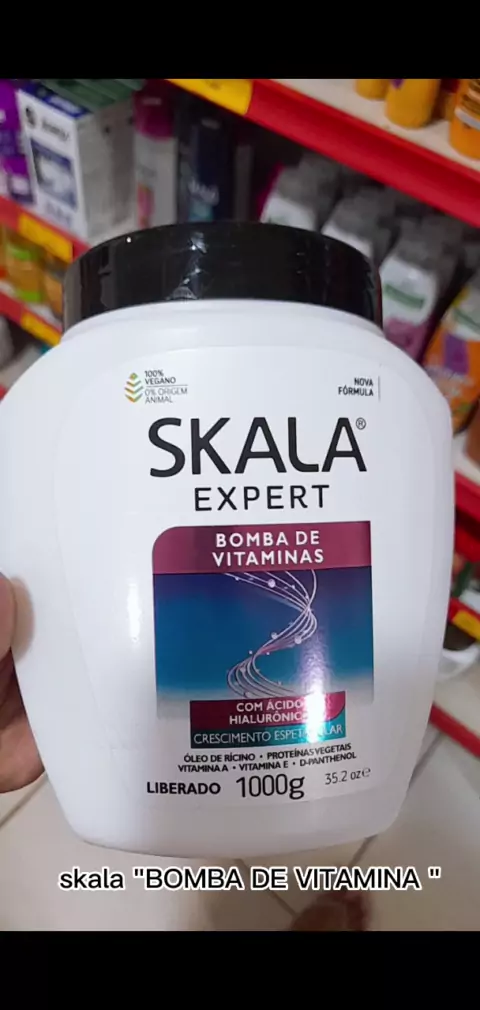 100%
VEGANO
0% ORIGEM
ANIMAL
NOVA
FÓRMULA
SKALA®
EXPERT
BOMBA DE
VITAMINAS
COM ÁCIDO
HIALURÔNICO
CRESCIMENTO ESPETACULAR
ÓLEO DE RÍCINO • PROTEÍNAS VEGETAIS
VITAMINA A • VITAMINA E • D-PANTHENOL
LIBERADO 1000g 35.2 oz e
skala "BOMBA DE VITAMINA "